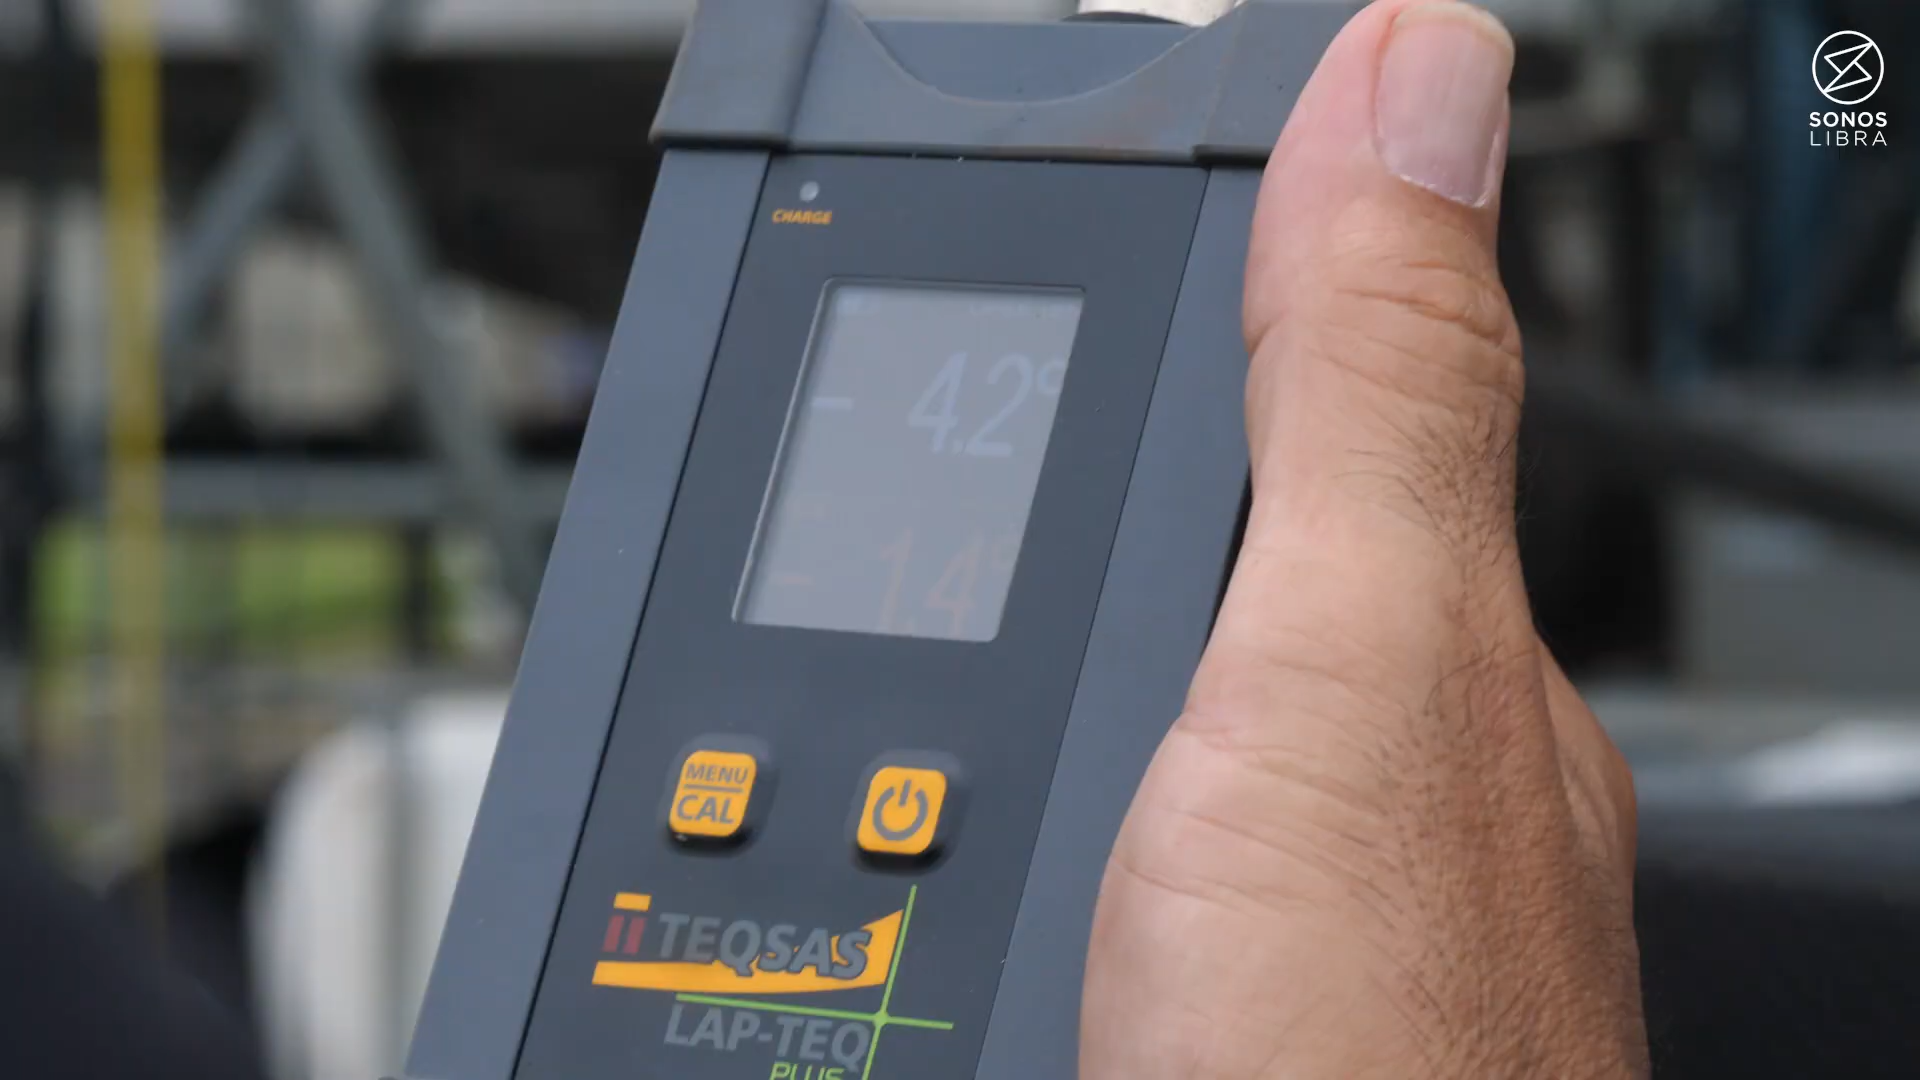 SONOS
LIBRA
CHARGE
- 4.2°
- 1.4°
MENU
CAL
TEQSAS
LAP-TEQ
PLUS